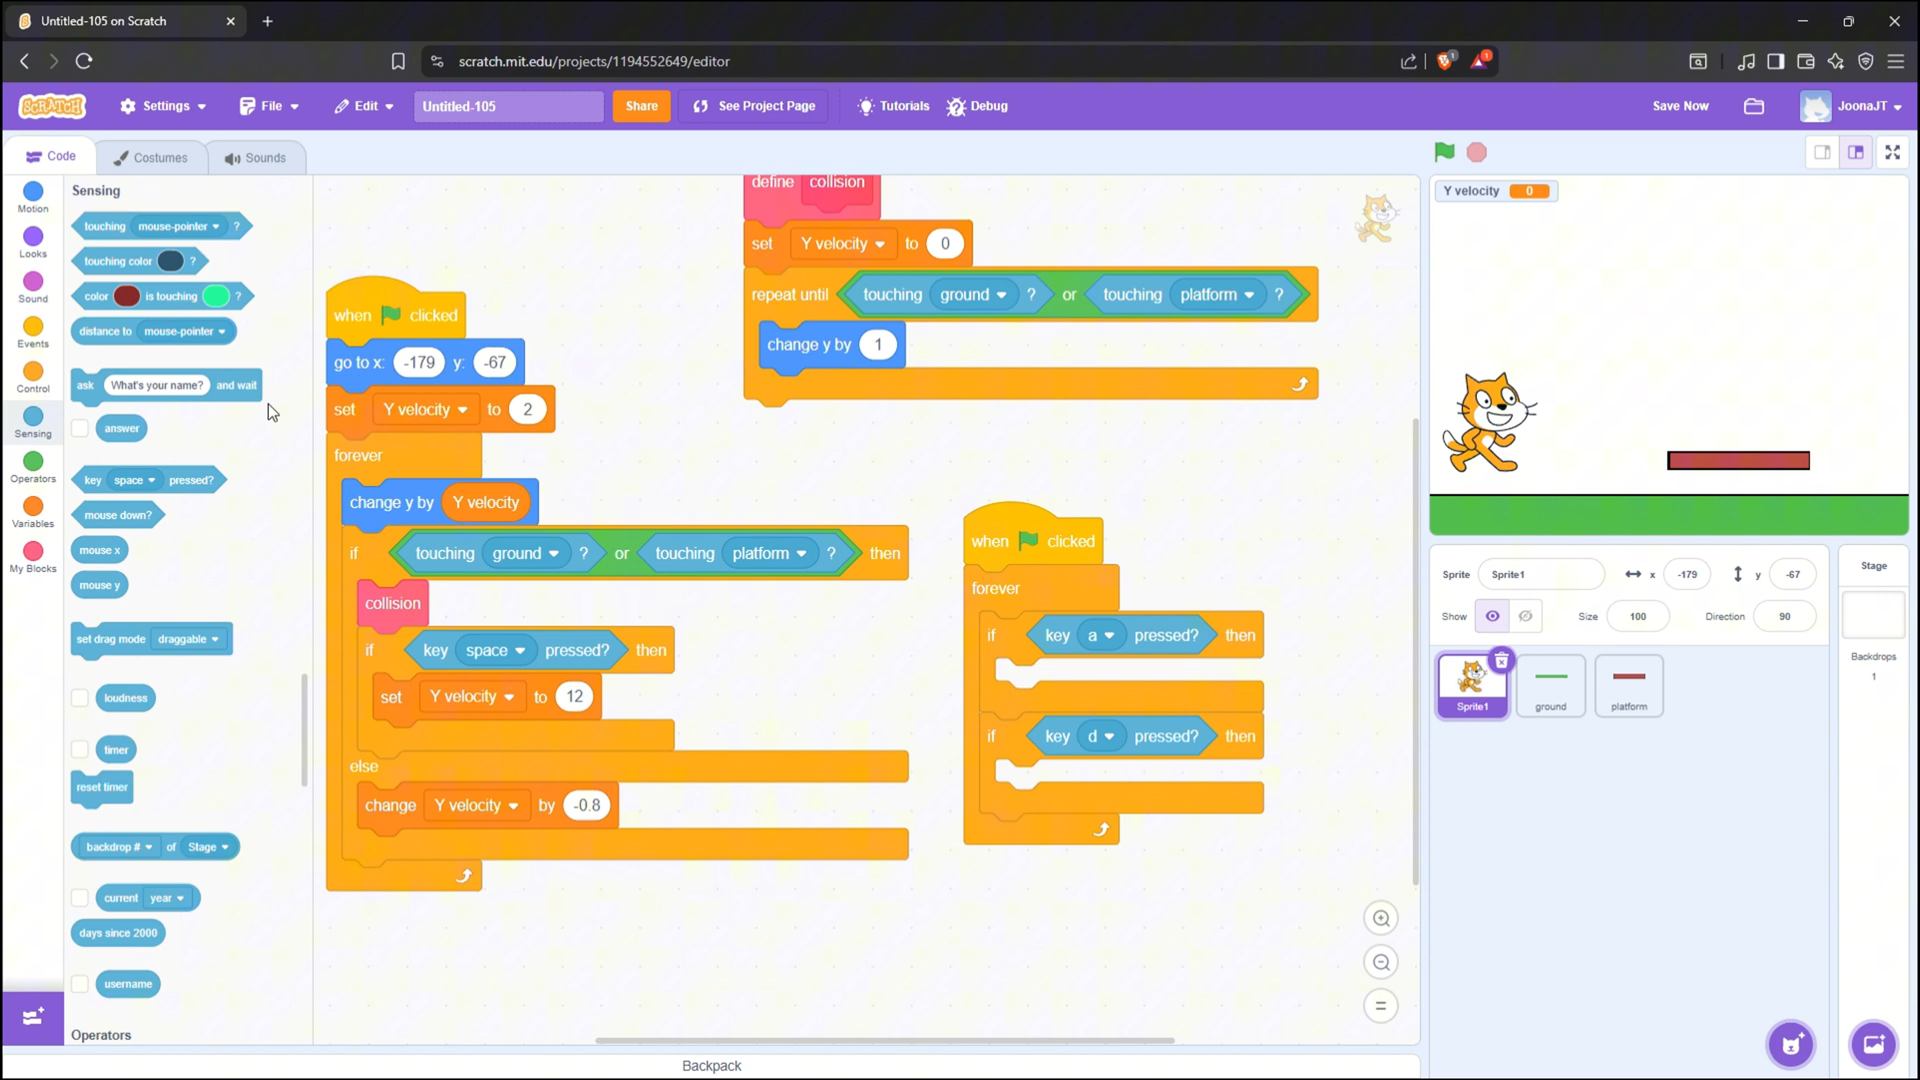 Untitled-105 on Scratch
scratch.mit.edu/projects/1194552649/editor
1
1
SCRATCH
Settings
File
Edit
Untitled-105
Share
See Project Page
Tutorials
Debug
Save Now
JoonaJT
Code
Costumes
Sounds
Motion
Looks
Sound
Events
Control
Sensing
Operators
Variables
My Blocks
Sensing
touching mouse-pointer ?
touching color ?
color is touching ?
distance to mouse-pointer
ask What's your name? and wait
answer
key space pressed?
mouse down?
mouse x
mouse y
set drag mode draggable
loudness
timer
reset timer
backdrop # of Stage
current year
days since 2000
username
Operators
when clicked
go to x: -179 y: -67
set Y velocity to 2
forever
change y by Y velocity
if touching ground ? or touching platform ? then
collision
if key space pressed? then
set Y velocity to 12
else
change Y velocity by -0.8
define collision
set Y velocity to 0
repeat until touching ground ? or touching platform ?
change y by 1
when clicked
forever
if key a pressed? then
if key d pressed? then
Backpack
Y velocity 0
Sprite Sprite1 x -179 y -67
Show Size 100 Direction 90
Sprite1
ground
platform
Stage
Backdrops
1